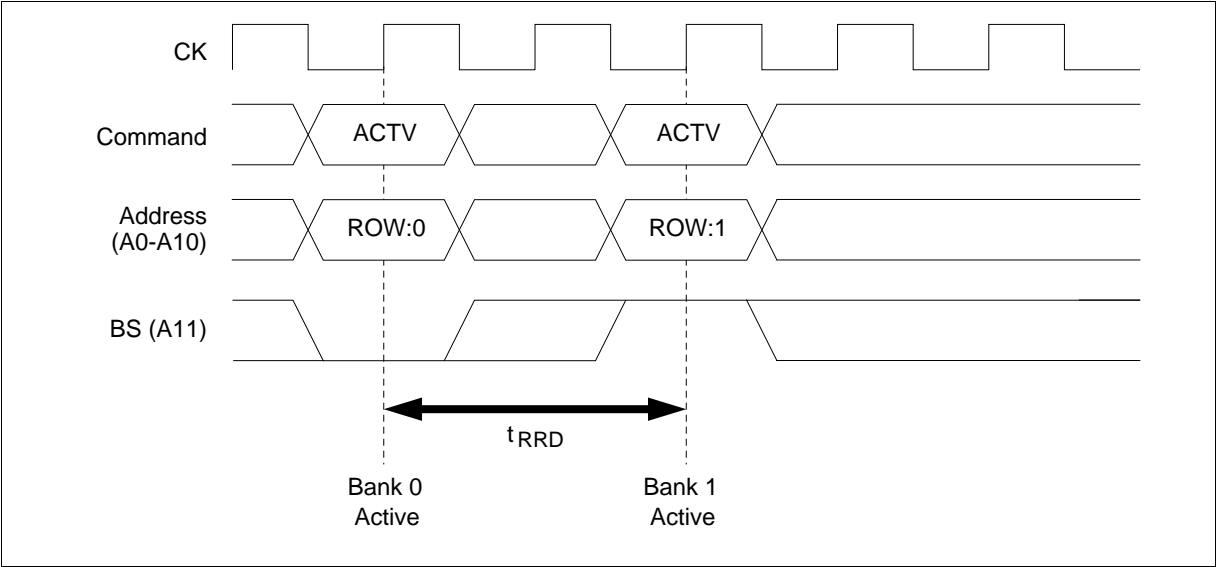 CK
Command
ACTV
ACTV
Address
(A0-A10)
ROW:0
ROW:1
BS (A11)
tRRD
Bank 0
Active
Bank 1
Active